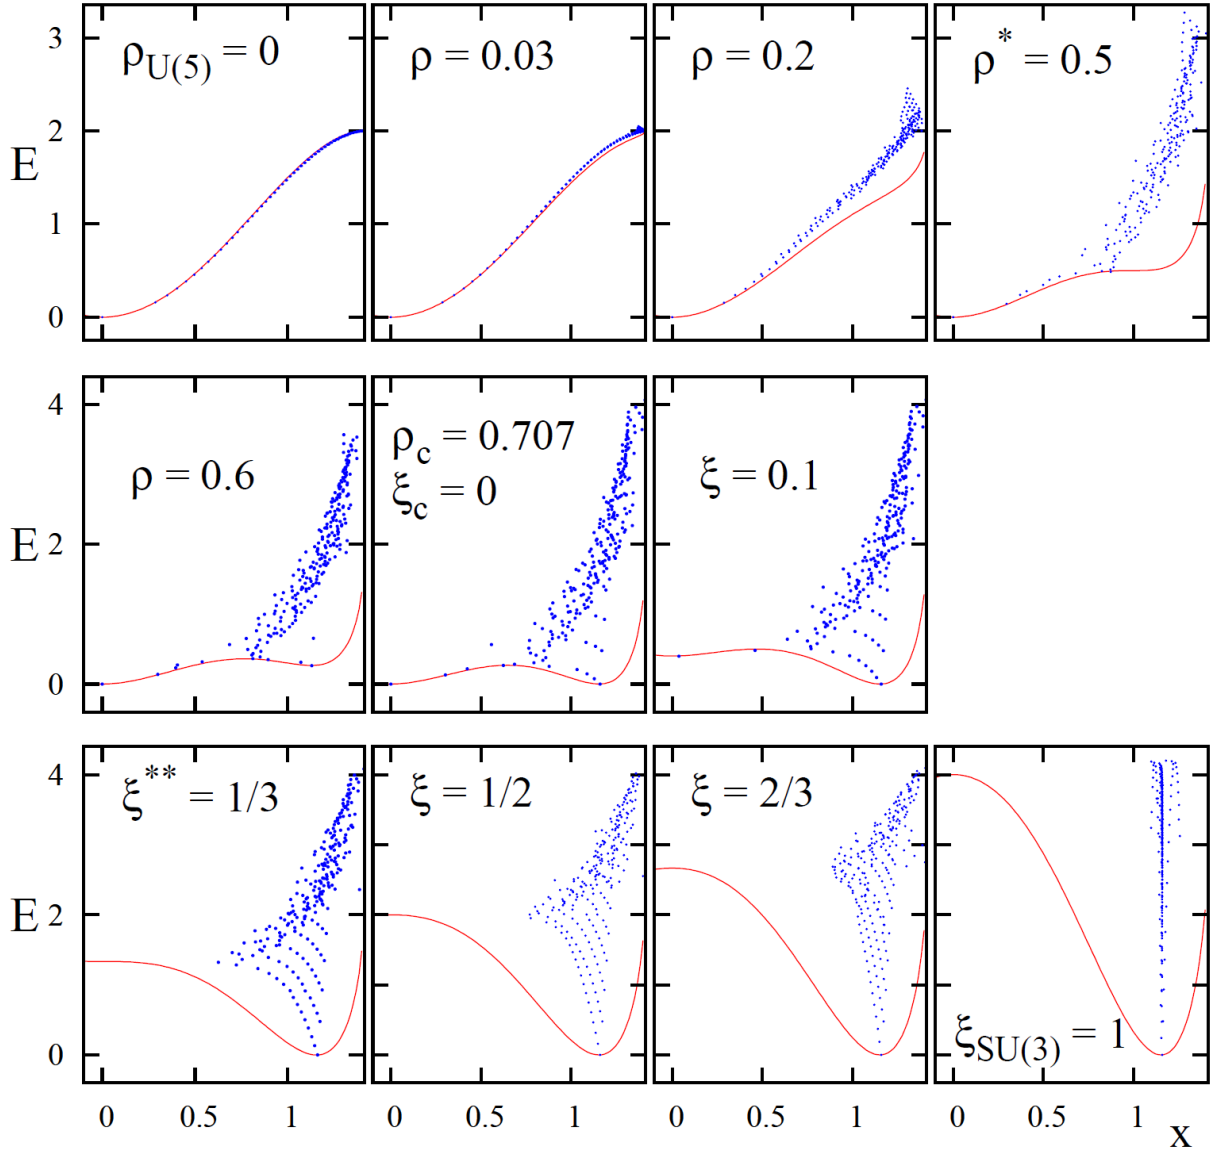 ρU(5) = 0
ρ = 0.03
ρ = 0.2
ρ* = 0.5
3
2
1
0
E
ρ = 0.6
ρc = 0.707
ξc = 0
ξ = 0.1
4
2
0
E
ξ** = 1/3
ξ = 1/2
ξ = 2/3
ξSU(3) = 1
4
2
0
E
0 0.5 1
0 0.5 1
0 0.5 1
0 0.5 1
x